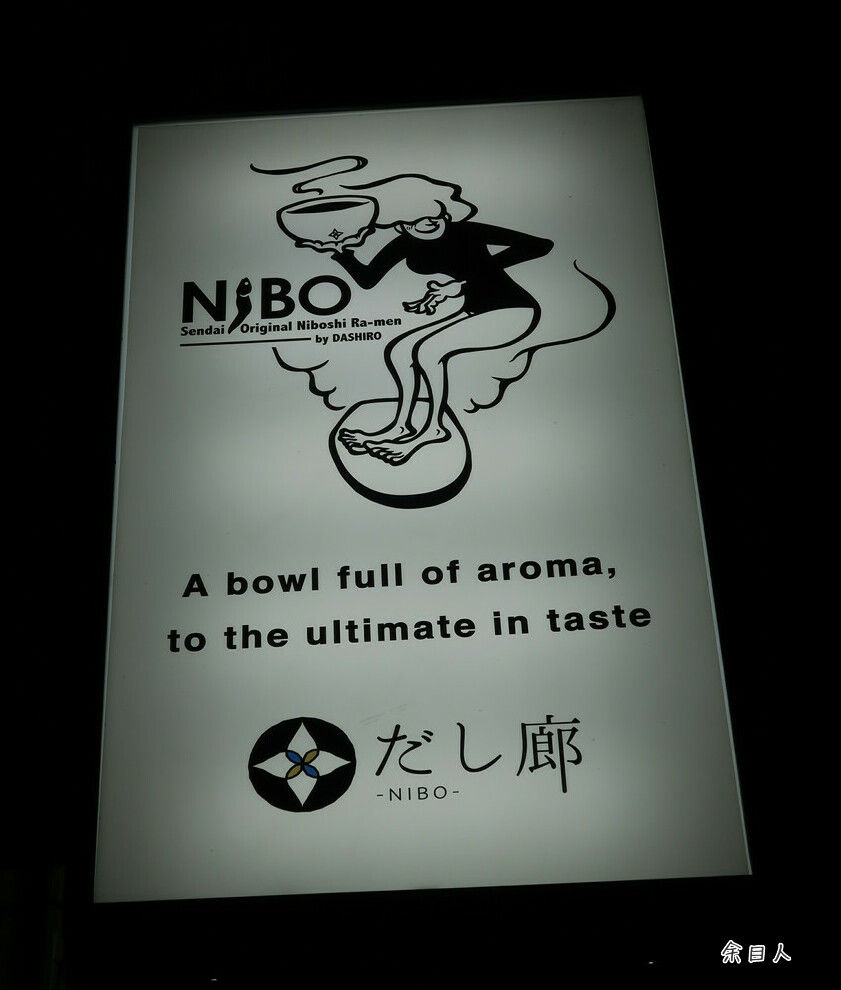 NiBO
Sendai Original Niboshi Ra-men
by DASHIRO
A bowl full of aroma,
to the ultimate in taste
だし廊
-NIBO-
余目人